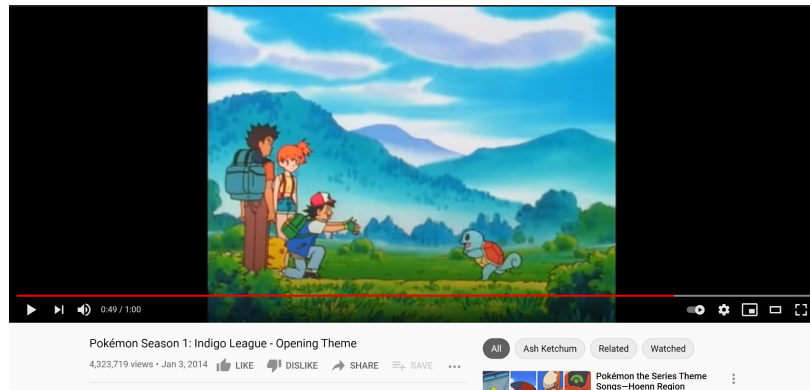 0:49 / 1:00
Pokémon Season 1: Indigo League - Opening Theme
4,323,719 views • Jan 3, 2014 LIKE DISLIKE SHARE SAVE
All Ash Ketchum Related Watched
Pokémon the Series Theme
Songs—Hoenn Region